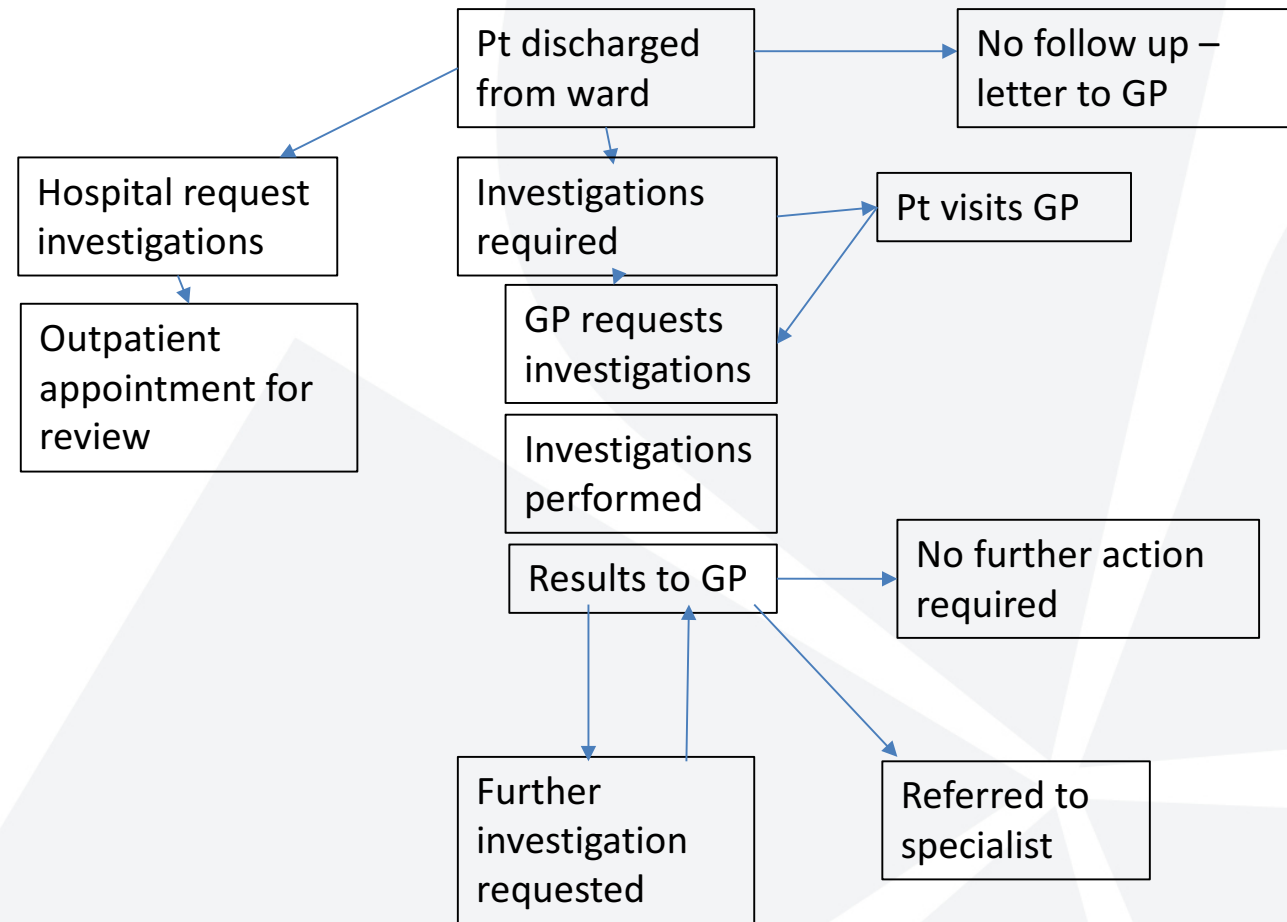 Pt discharged
from ward
No follow up –
letter to GP
Hospital request
investigations
Investigations
required
Pt visits GP
GP requests
investigations
Outpatient
appointment for
review
Investigations
performed
Results to GP
No further action
required
Further
investigation
requested
Referred to
specialist